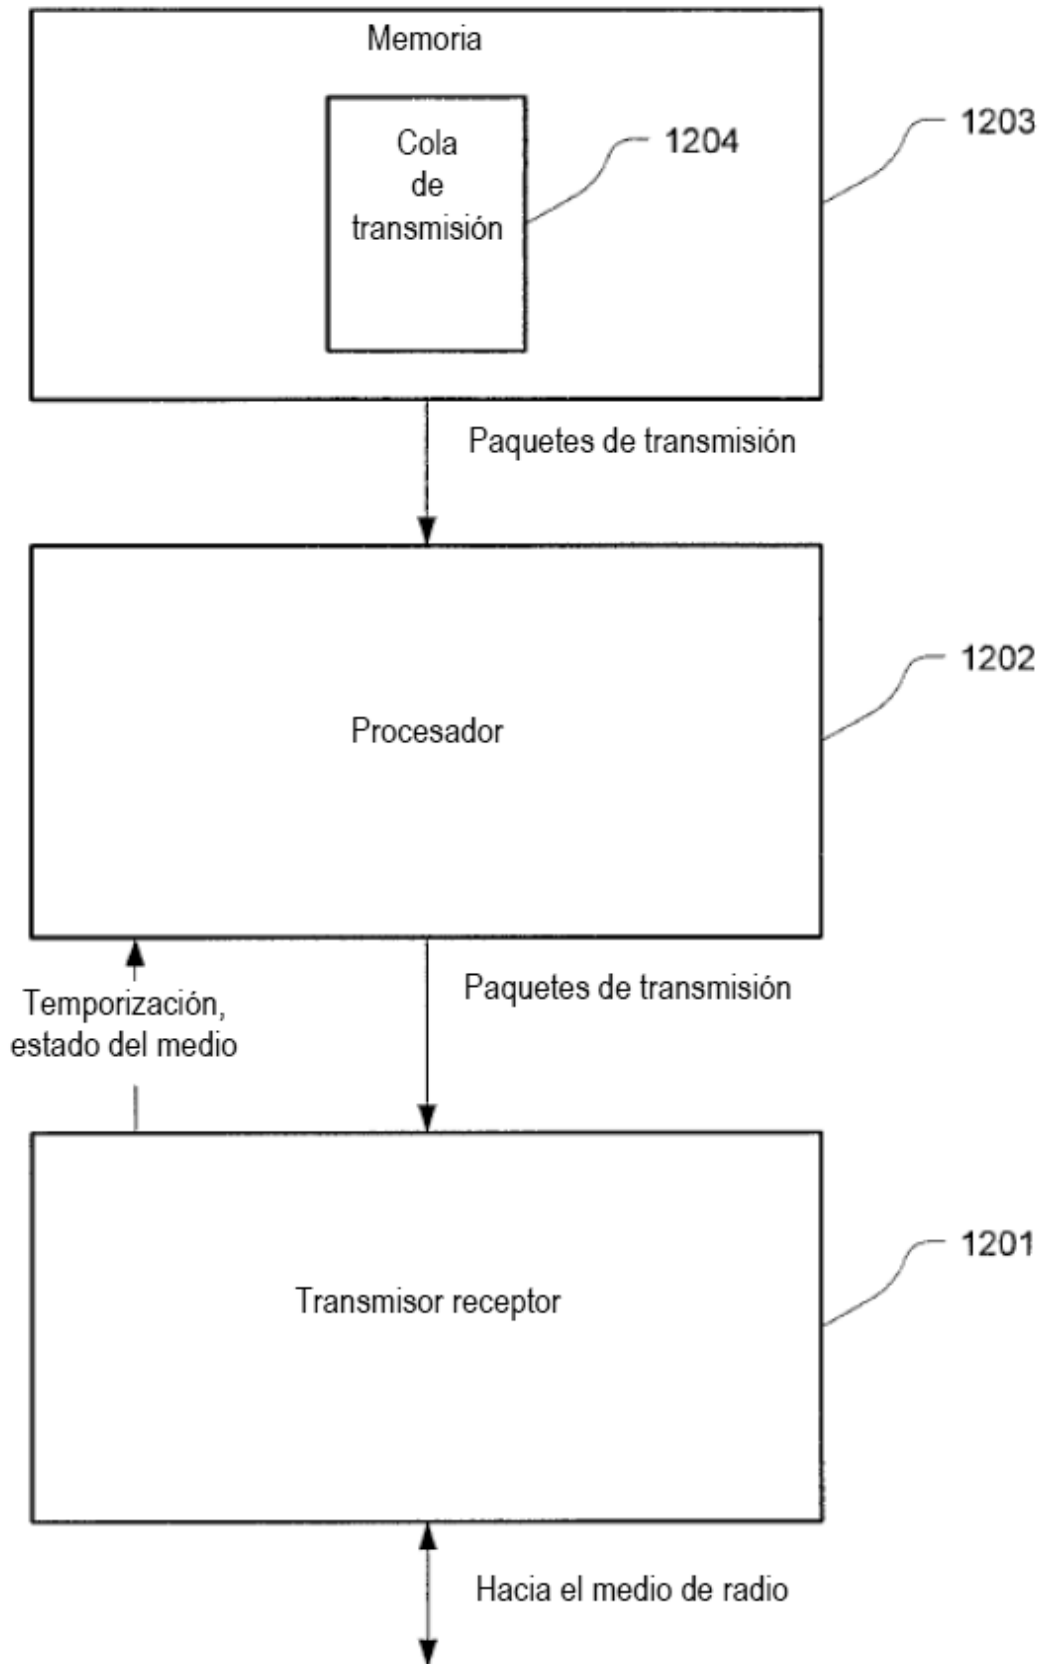 Memoria
1203
1204
Cola
de
transmisión
Paquetes de transmisión
1202
Procesador
Paquetes de transmisión
Temporización,
estado del medio
1201
Transmisor receptor
Hacia el medio de radio